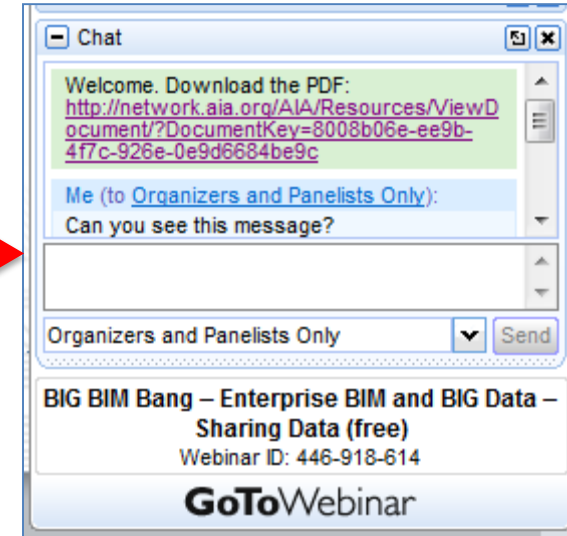 Chat
Welcome. Download the PDF:
http://network.aia.org/AIA/Resources/ViewD
ocument/?DocumentKey=8008b06e-ee9b-
4f7c-926e-0e9d6684be9c
Me (to Organizers and Panelists Only):
Can you see this message?
Organizers and Panelists Only
Send
BIG BIM Bang – Enterprise BIM and BIG Data –
Sharing Data (free)
Webinar ID: 446-918-614
GoToWebinar